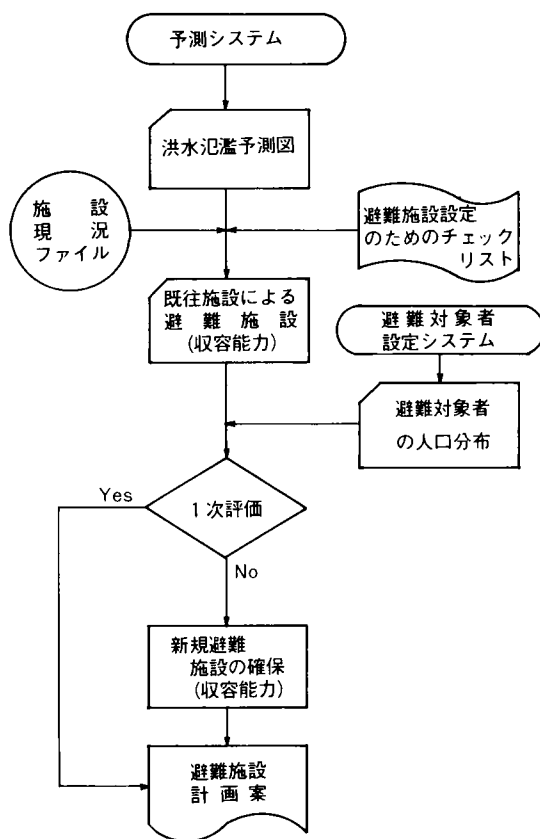 予測システム
洪水氾濫予測図
施設
現況
ファイル
避難施設設定
のためのチェック
リスト
既往施設による
避難施設
(収容能力)
避難対象者
設定システム
避難対象者
の人口分布
1次評価
Yes
No
新規避難
施設の確保
(収容能力)
避難施設
計画案